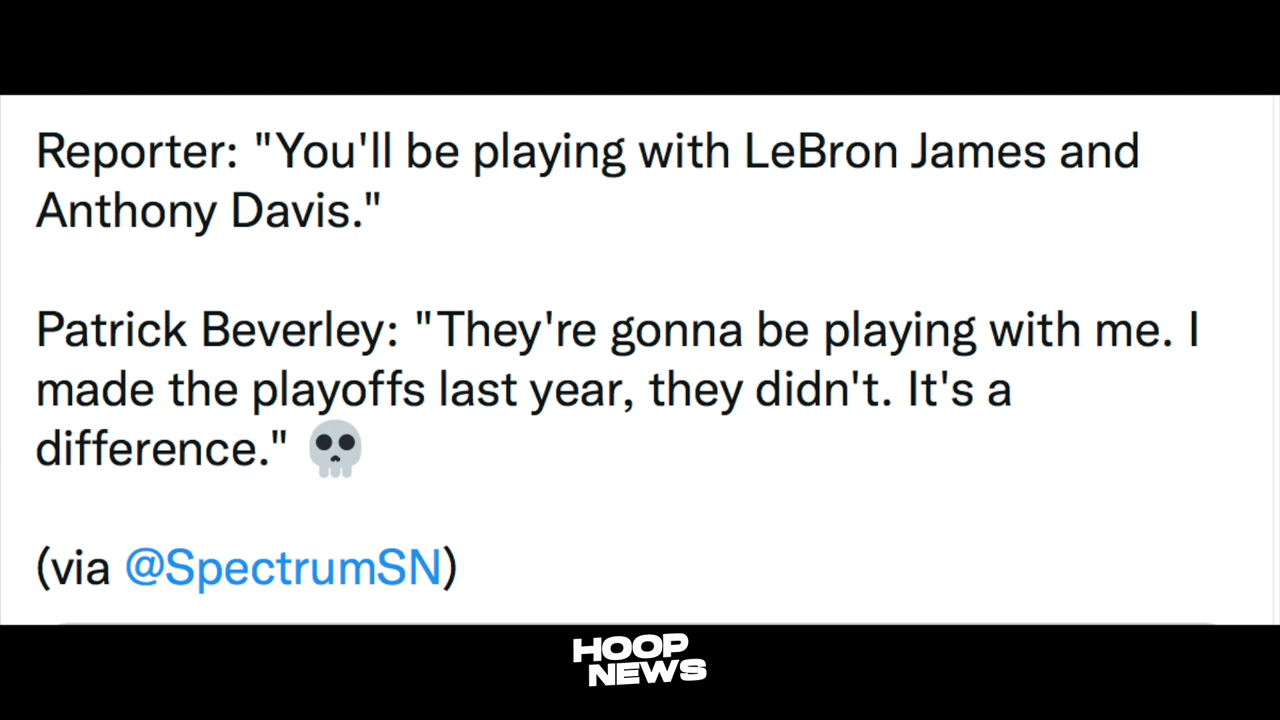 Reporter: "You'll be playing with LeBron James and
Anthony Davis."
Patrick Beverley: "They're gonna be playing with me. I
made the playoffs last year, they didn't. It's a
difference." 💀
(via @SpectrumSN)
HOOP
NEWS